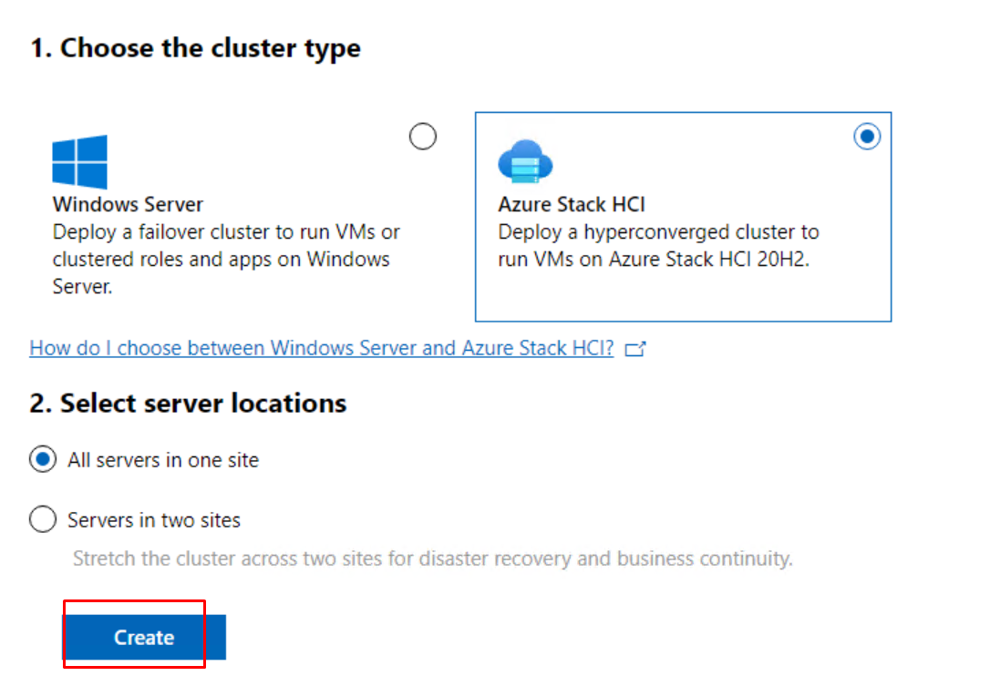 1. Choose the cluster type
Windows Server
Deploy a failover cluster to run VMs or
clustered roles and apps on Windows
Server.
Azure Stack HCI
Deploy a hyperconverged cluster to
run VMs on Azure Stack HCI 20H2.
How do I choose between Windows Server and Azure Stack HCI?
2. Select server locations
All servers in one site
Servers in two sites
Stretch the cluster across two sites for disaster recovery and business continuity.
Create